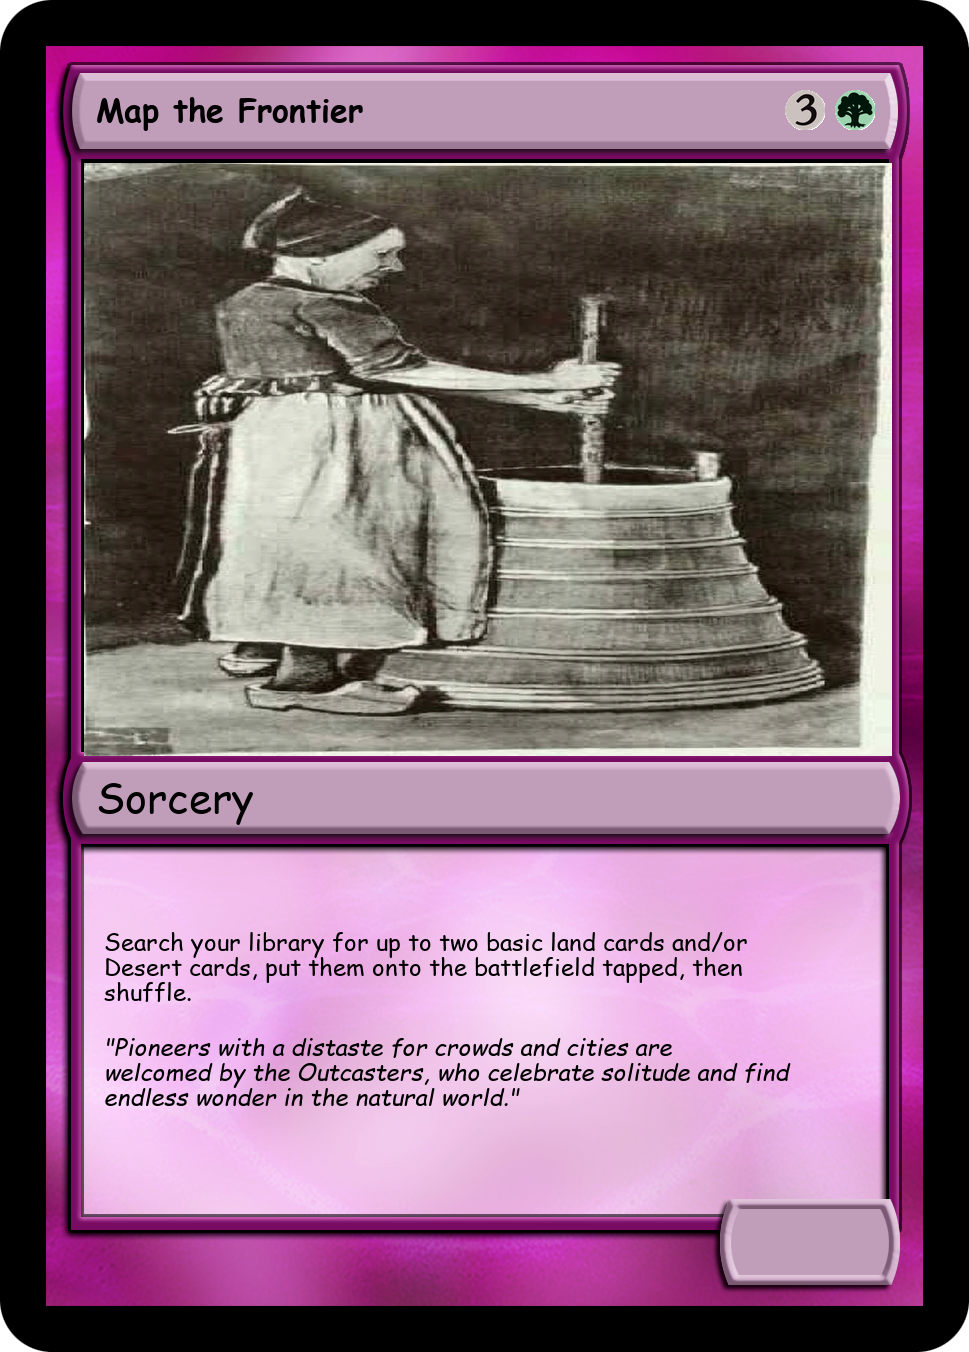 Map the Frontier 3
Sorcery
Search your library for up to two basic land cards and/or
Desert cards, put them onto the battlefield tapped, then
shuffle.
"Pioneers with a distaste for crowds and cities are
welcomed by the Outcasters, who celebrate solitude and find
endless wonder in the natural world."